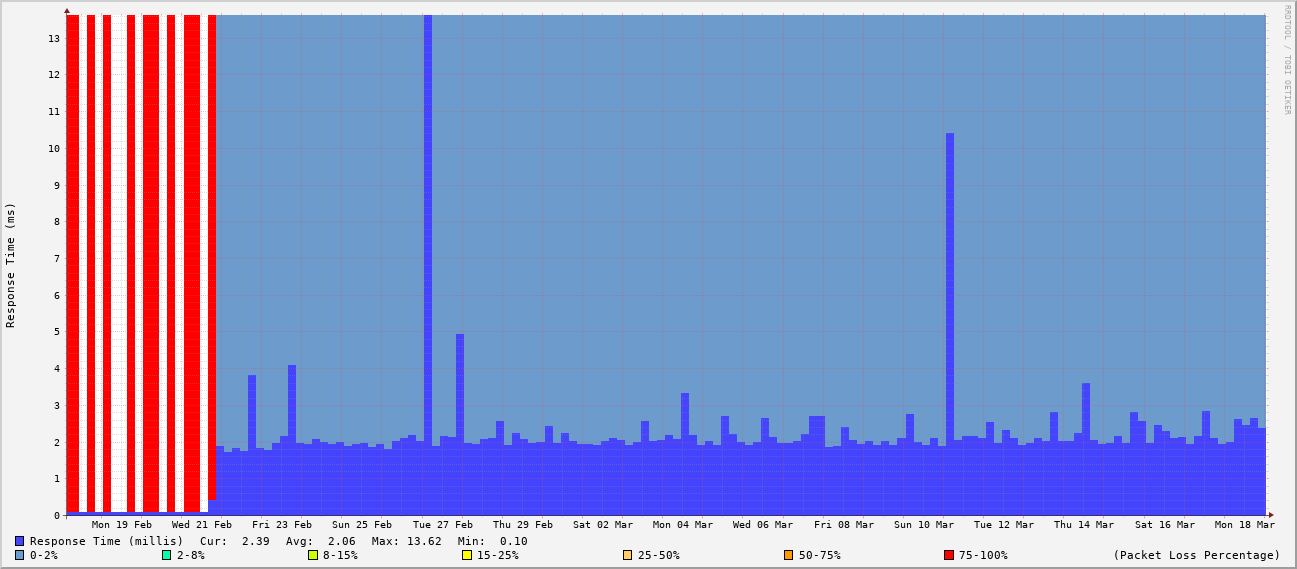 RRDTOOL / TOBI OETIKER
Response Time (ms)
13
12
11
10
9
8
7
6
5
4
3
2
1
0
Mon 19 Feb Wed 21 Feb Fri 23 Feb Sun 25 Feb Tue 27 Feb Thu 29 Feb Sat 02 Mar Mon 04 Mar Wed 06 Mar Fri 08 Mar Sun 10 Mar Tue 12 Mar Thu 14 Mar Sat 16 Mar Mon 18 Mar
Response Time (millis) Cur: 2.39 Avg: 2.06 Max: 13.62 Min: 0.10
0-2% 2-8% 8-15% 15-25% 25-50% 50-75% 75-100% (Packet Loss Percentage)